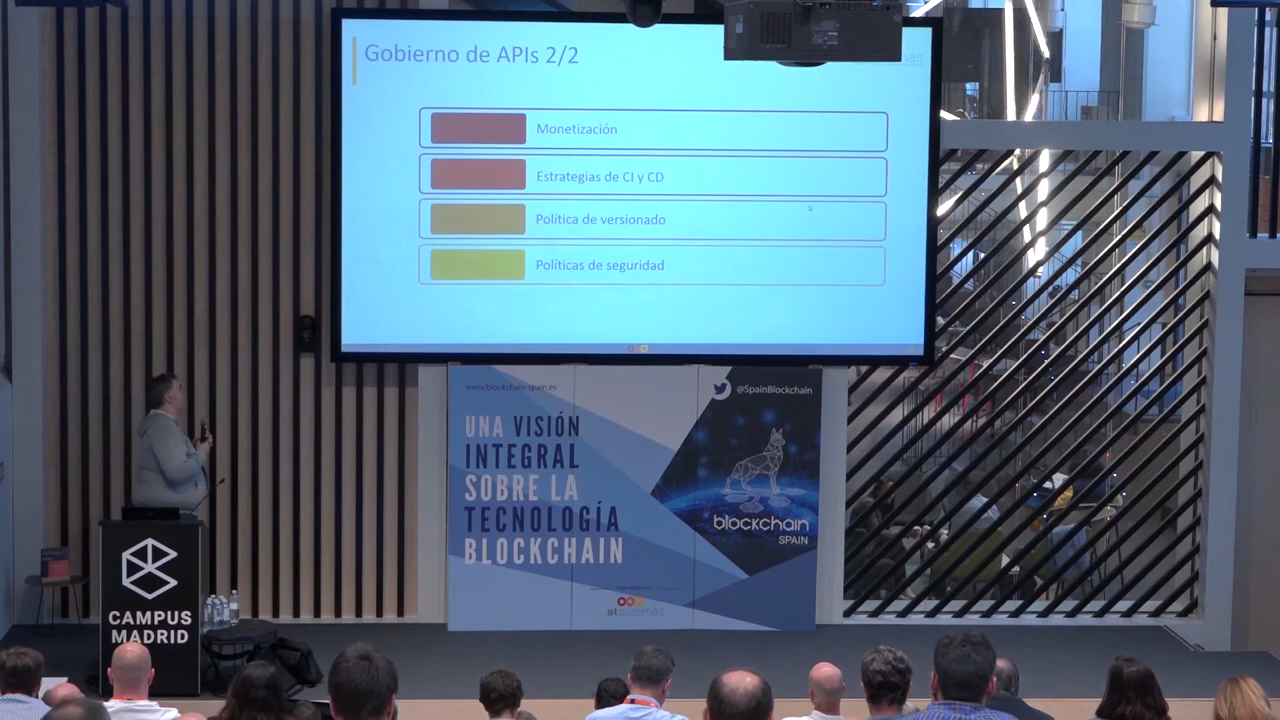 Gobierno de APIs 2/2
Monetización
Estrategias de CI y CD
Política de versionado
Políticas de seguridad
www.blockchain-spain.es
@SpainBlockchain
UNA VISIÓN
INTEGRAL
SOBRE LA
TECNOLOGÍA
BLOCKCHAIN
blockchain
SPAIN
atsistemas
CAMPUS
MADRID